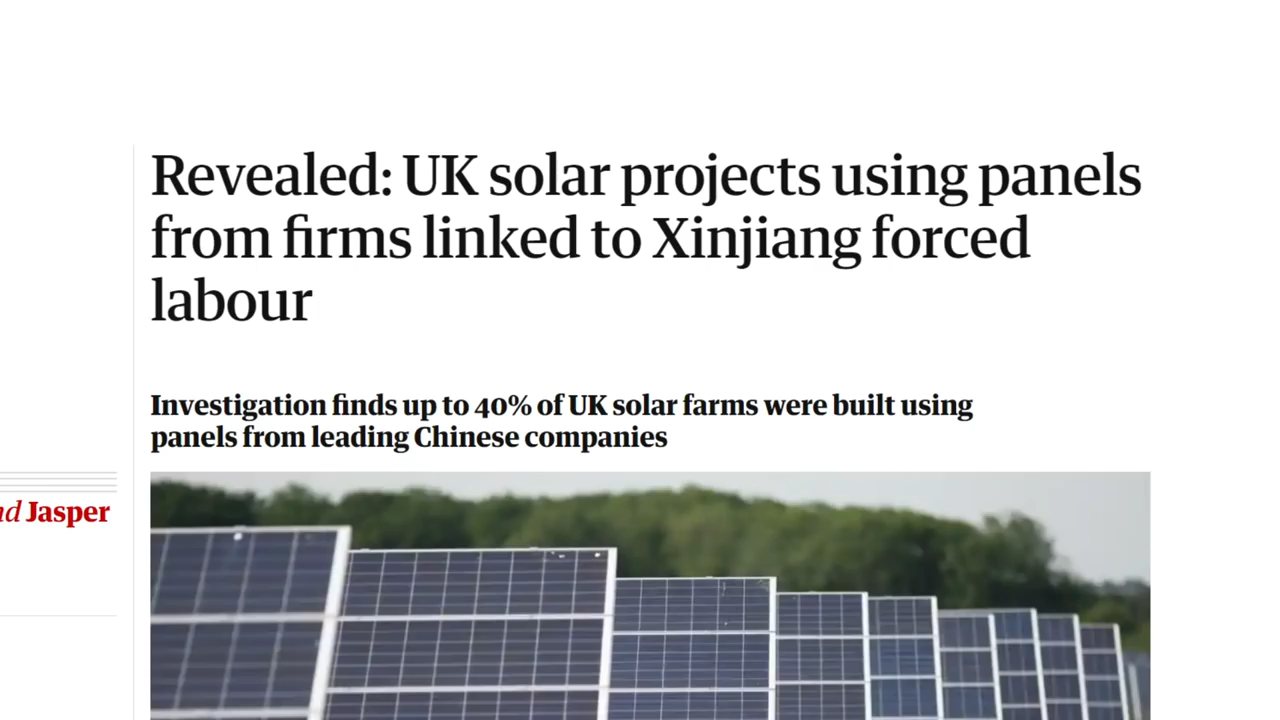 Revealed: UK solar projects using panels
from firms linked to Xinjiang forced
labour
Investigation finds up to 40% of UK solar farms were built using
panels from leading Chinese companies
Jasper